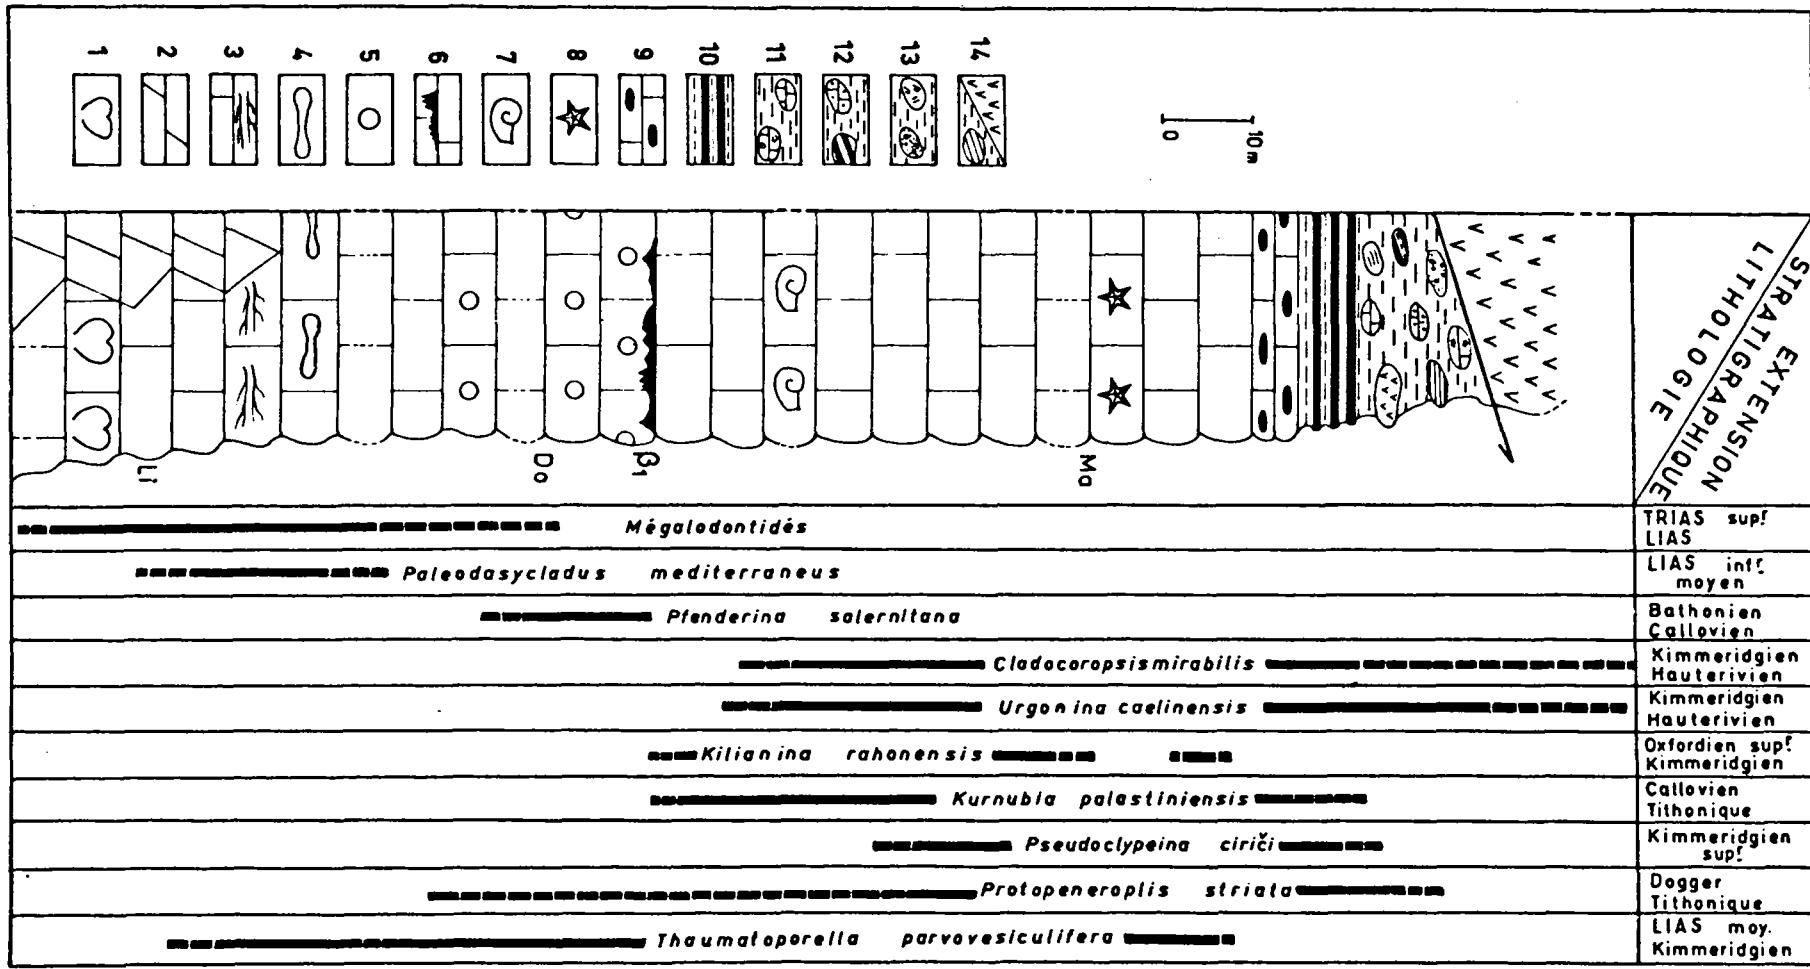 1
2
3
4
5
6
7
8
9
10
11
12
13
14
0
10m
EXTENSION
STRATIGRAPHIQUE
LITHOLOGIE
Li
Do
β1
Ma
Mégalodontidés
TRIAS supr
LIAS
Paleodasycladus mediterraneus
LIAS infr
moyen
Pfenderina salernitana
Bathonien
Callovien
Cladocoropsis mirabilis
Kimmeridgien
Hauterivien
Urgonina caelinensis
Kimmeridgien
Hauterivien
Kilianina rahonensis
Oxfordien supr
Kimmeridgien
Kurnubia palastiniensis
Callovien
Tithonique
Pseudoclypeina ciriči
Kimmeridgien
supr
Protopeneroplis striata
Dogger
Tithonique
Thaumatoporella parvovesiculifera
LIAS moy.
Kimmeridgien